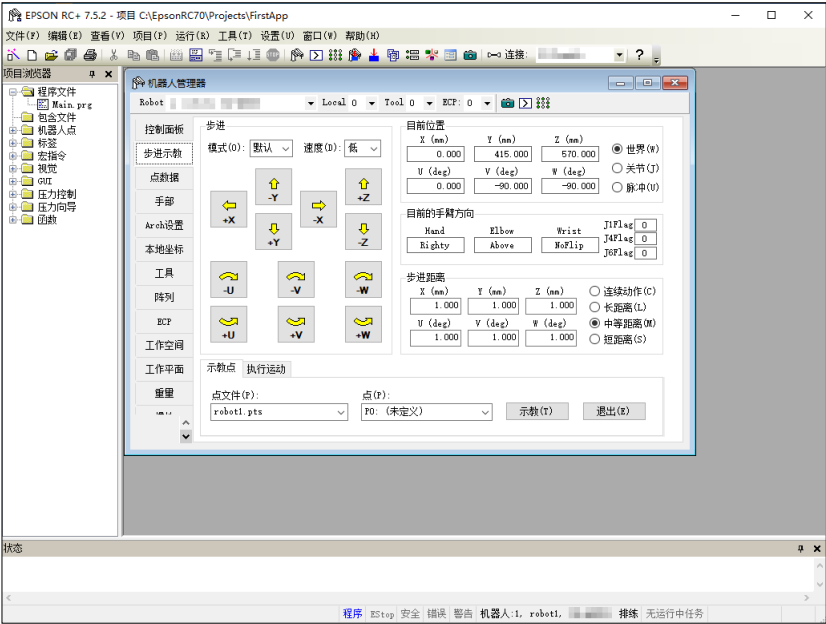 EPSON RC+ 7.5.2 - 项目 C:\EpsonRC70\Projects\FirstApp
文件(F) 编辑(E) 查看(V) 项目(P) 运行(R) 工具(T) 设置(U) 窗口(W) 帮助(H)
连接:
项目浏览器
程序文件
Main.prg
包含文件
机器人点
标签
宏指令
视觉
GUI
压力控制
压力向导
函数
机器人管理器
Robot
Local 0 Tool 0 ECP: 0
控制面板
步进示教
点数据
手部
Arch设置
本地坐标
工具
阵列
ECP
工作空间
工作平面
重量
步进
模式(O): 默认 速度(D): 低
+X -Y +Y -X +Z -Z
-U -V -W
+U +V +W
目前位置
X (mm) Y (mm) Z (mm)
0.000 415.000 570.000
U (deg) V (deg) W (deg)
0.000 -90.000 -90.000
世界(W)
关节(J)
脉冲(U)
目前的手臂方向
Hand Elbow Wrist
Righty Above NoFlip
J1Flag 0
J4Flag 0
J6Flag 0
步进距离
X (mm) Y (mm) Z (mm)
1.000 1.000 1.000
U (deg) V (deg) W (deg)
1.000 1.000 1.000
连续动作(C)
长距离(L)
中等距离(M)
短距离(S)
示教点 执行运动
点文件(F): 点(P):
robot1.pts P0: (未定义) 示教(T) 退出(E)
状态
程序 EStop 安全 错误 警告 机器人:1, robot1, 排练 无运行中任务